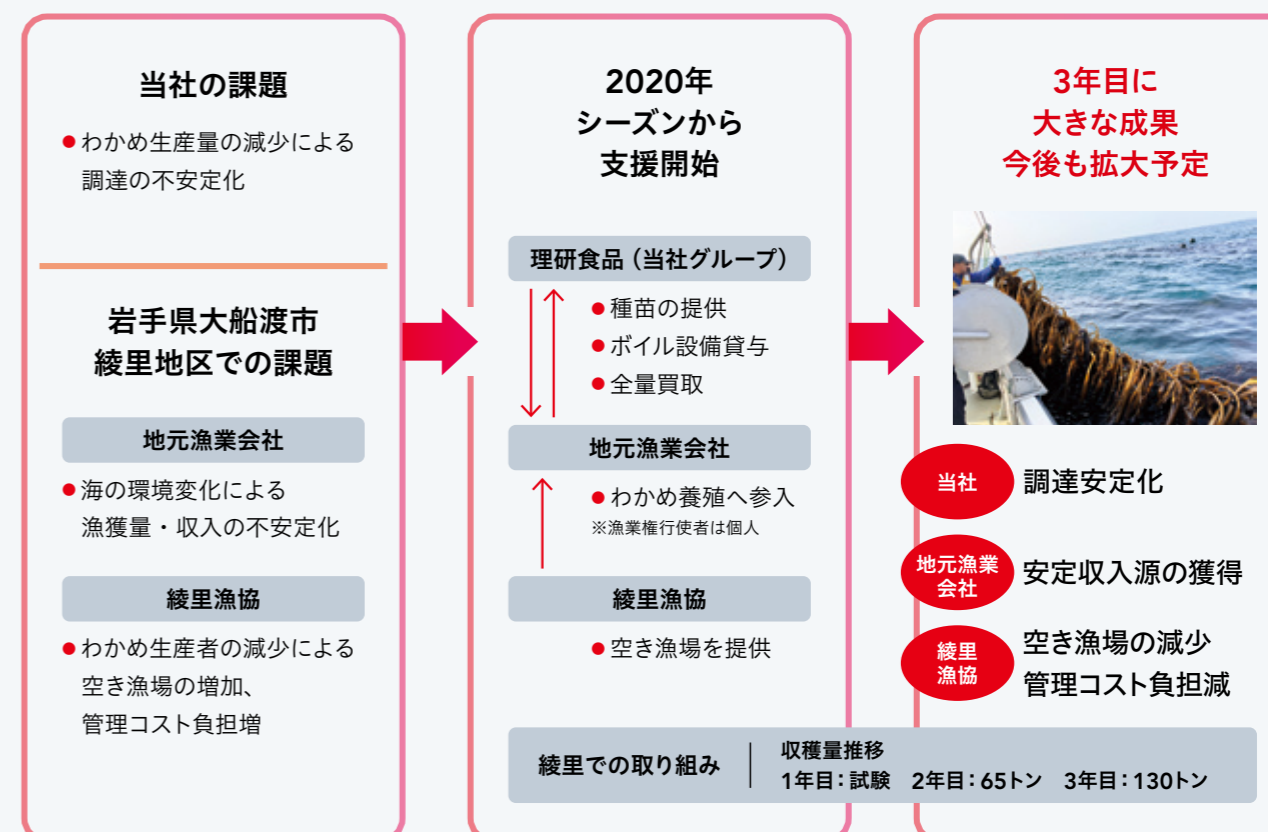 当社の課題
●わかめ生産量の減少による
調達の不安定化
岩手県大船渡市
綾里地区での課題
地元漁業会社
●海の環境変化による
漁獲量・収入の不安定化
綾里漁協
●わかめ生産者の減少による
空き漁場の増加、
管理コスト負担増
2020年
シーズンから
支援開始
理研食品（当社グループ）
●種苗の提供
●ボイル設備貸与
●全量買取
地元漁業会社
●わかめ養殖へ参入
※漁業権行使者は個人
綾里漁協
●空き漁場を提供
3年目に
大きな成果
今後も拡大予定
当社 調達安定化
地元漁業
会社
安定収入源の獲得
綾里
漁協
空き漁場の減少
管理コスト負担減
綾里での取り組み
収穫量推移
1年目：試験 2年目：65トン 3年目：130トン